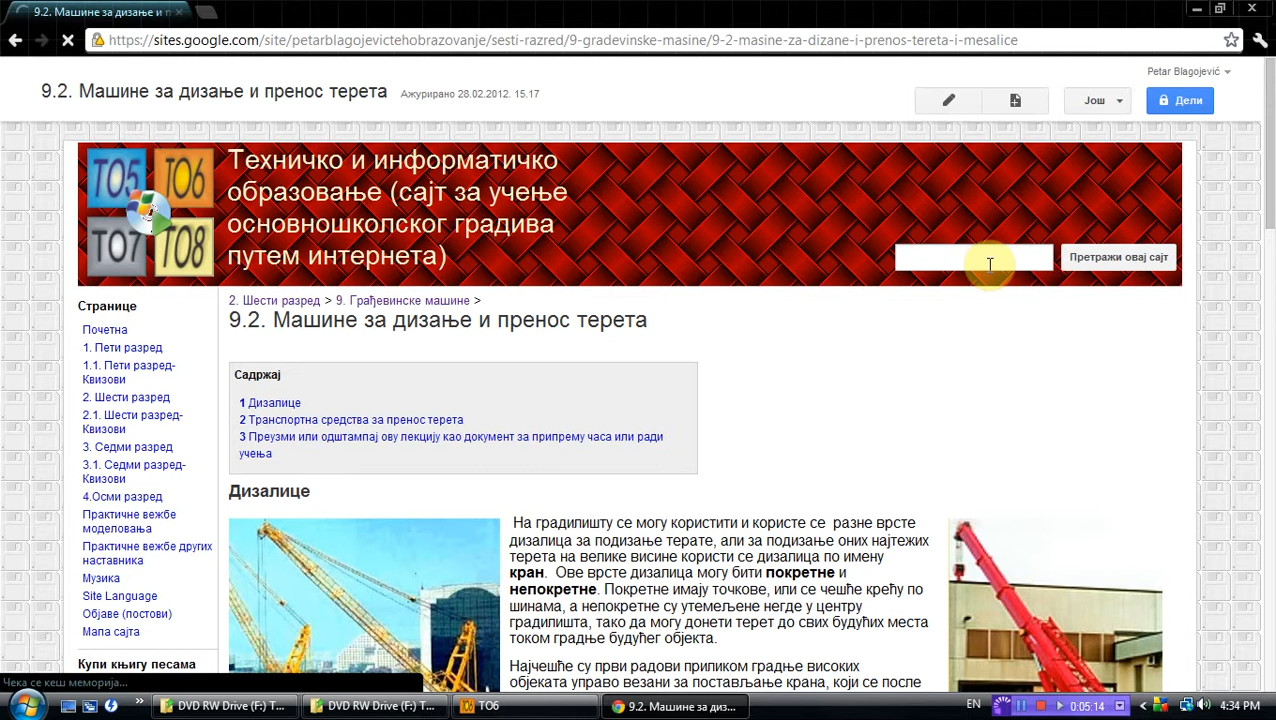 9.2. Машине за дизање и п
https://sites.google.com/site/petarblagojevictehobrazovanje/sesti-razred/9-gradevinske-masine/9-2-masine-za-dizane-i-prenos-tereta-i-mesalice
Petar Blagojević
9.2. Машине за дизање и пренос терета
Ажурирано 28.02.2012. 15.17
Још
Дели
TO5
TO6
TO7
TO8
Техничко и информатичко
образовање (сајт за учење
основношколског градива
путем интернета)
Претражи овај сајт
Странице
Почетна
1. Пети разред
1.1. Пети разред-
Квизови
2. Шести разред
2.1. Шести разред-
Квизови
3. Седми разред
3.1. Седми разред-
Квизови
4.Осми разред
Практичне вежбе
моделовања
Практичне вежбе других
наставника
Музика
Site Language
Објаве (постови)
Мапа сајта
Купи књигу песама
2. Шести разред > 9. Грађевинске машине >
9.2. Машине за дизање и пренос терета
Садржај
1 Дизалице
2 Транспортна средства за пренос терета
3 Преузми или одштампај ову лекцију као документ за припрему часа или ради
учења
Дизалице
На градилишту се могу користити и користе се разне врсте
дизалица за подизање терате, али за подизање оних најтежих
терета на велике висине користи се дизалица по имену
кран. Ове врсте дизалица могу бити покретне и
непокретне. Покретне имају точкове, или се чешће крећу по
шинама, а непокретне су утемељене негде у центру
градилишта, тако да могу донети терет до свих будућих места
током градње будућег објекта.
Најчешће су први радови приликом градње високих
објеката управо везани за постављање крана, који се после
Чека се кеш меморија...
DVD RW Drive (F:) T...
DVD RW Drive (F:) T...
TO6
9.2. Машине за диз...
EN
0:05:14
4:34 PM